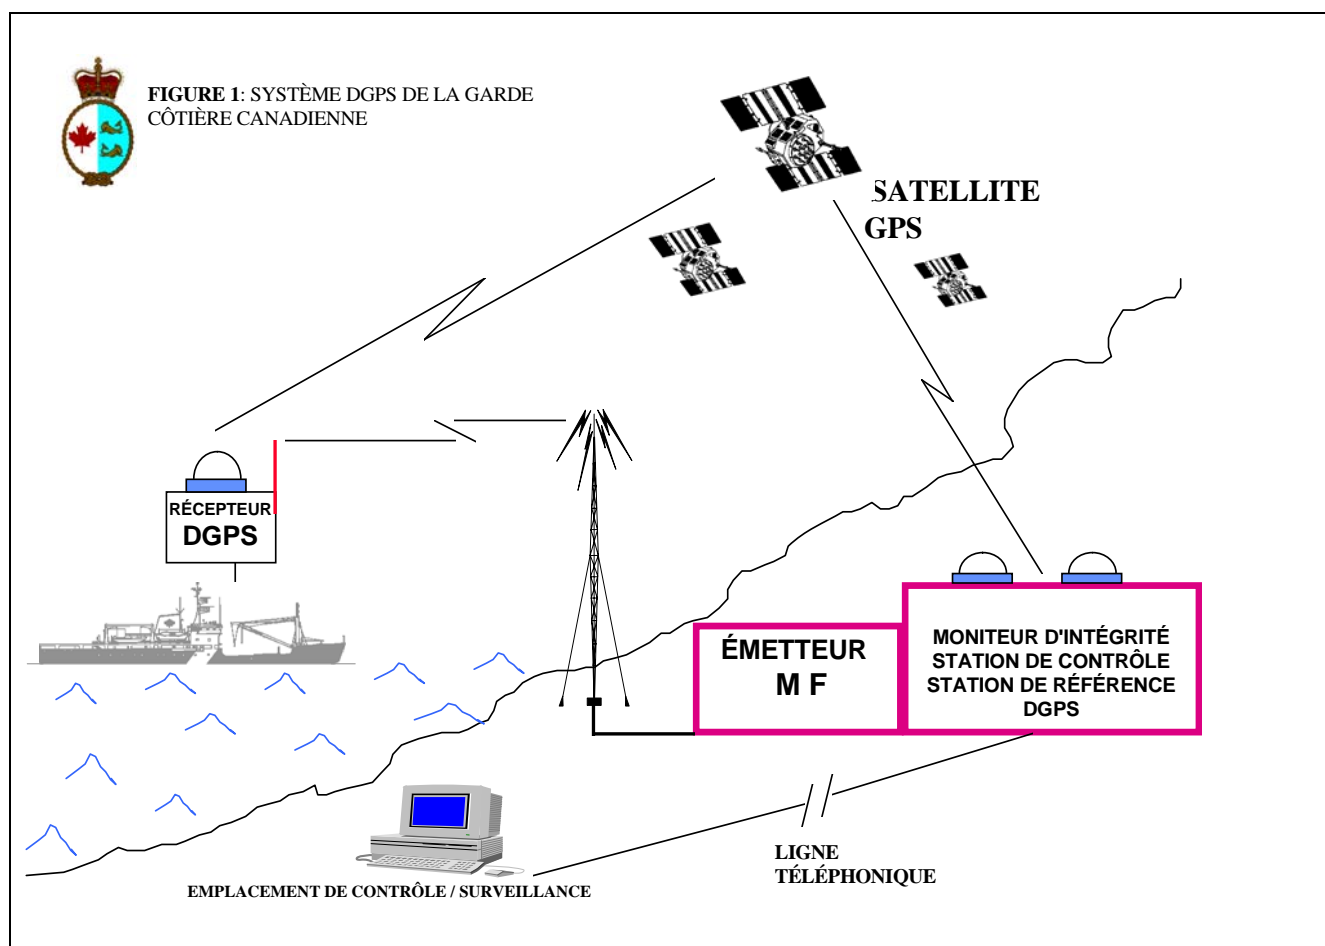 FIGURE 1: SYSTÈME DGPS DE LA GARDE
CÔTIÈRE CANADIENNE
SATELLITE
GPS
RÉCEPTEUR
DGPS
ÉMETTEUR
M F
MONITEUR D'INTÉGRITÉ
STATION DE CONTRÔLE
STATION DE RÉFÉRENCE
DGPS
LIGNE
TÉLÉPHONIQUE
EMPLACEMENT DE CONTRÔLE / SURVEILLANCE